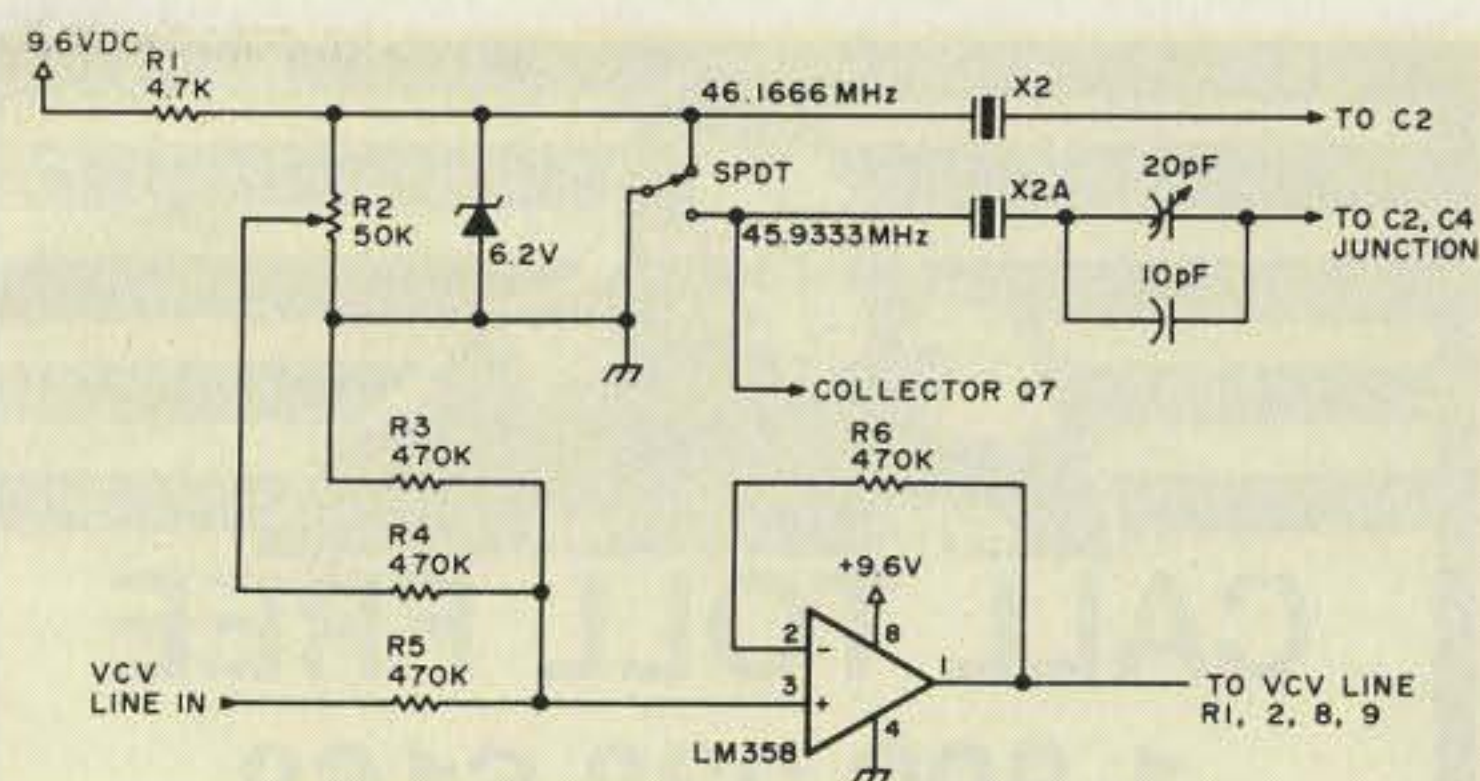 9.6VDC
R1
4.7K
46.1666 MHz
X2
TO C2
SPDT
X2A
20pF
R2
50K
6.2V
45.9333MHz
TO C2, C4
JUNCTION
10pF
COLLECTOR Q7
R3
470K
R6
470K
R4
470K
+9.6V
8
R5
470K
2
-
1
VCV
LINE IN
3
+
TO VCV LINE
R1, 2, 8, 9
LM358
4